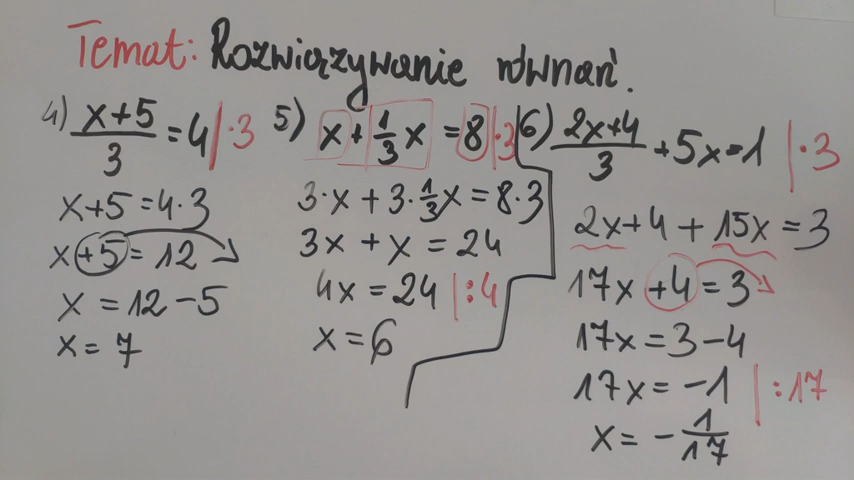 Temat: Rozwiązywanie równań.
4) (x+5)/3 = 4 |·3
x+5 = 4·3
x +5 = 12
x = 12 - 5
x = 7
5) x + 1/3 x = 8 |·3
3·x + 3·1/3 x = 8·3
3x + x = 24
4x = 24 |:4
x = 6
6) (2x+4)/3 + 5x = 1 |·3
2x+4 + 15x = 3
17x +4 = 3
17x = 3-4
17x = -1 |:17
x = -1/17